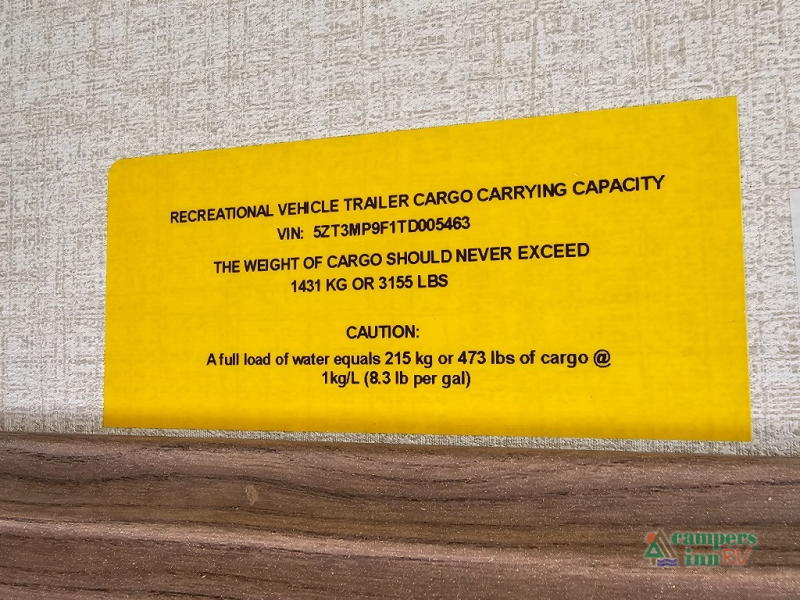 RECREATIONAL VEHICLE TRAILER CARGO CARRYING CAPACITY
VIN: 5ZT3MP9F1TD005463
THE WEIGHT OF CARGO SHOULD NEVER EXCEED
1431 KG OR 3155 LBS
CAUTION:
A full load of water equals 215 kg or 473 lbs of cargo @
1kg/L (8.3 lb per gal)
campers
inn RV